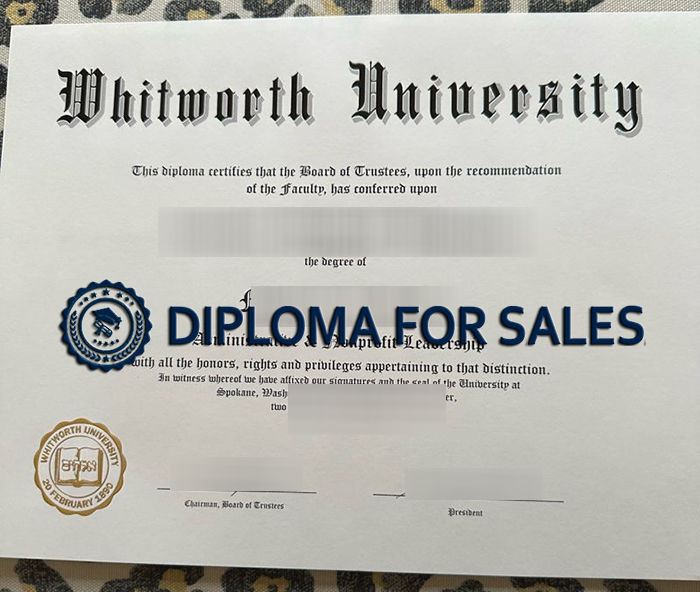 Whitworth University
This diploma certifies that the Board of Trustees, upon the recommendation
of the Faculty, has conferred upon
the degree of
DIPLOMA FOR SALES
Administrative & Nonprofit Leadership
with all the honors, rights and privileges appertaining to that distinction.
In witness whereof we have affixed our signatures and the seal of the University at
Spokane,
two
WHITWORTH UNIVERSITY
20 FEBRUARY 1890
Chairman, Board of Trustees
President